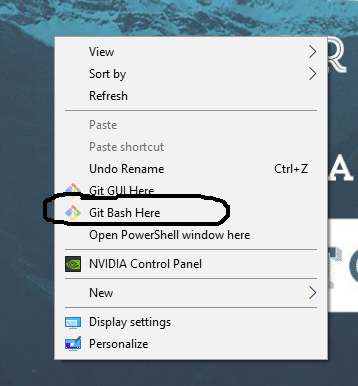 View
Sort by
Refresh
Paste
Paste shortcut
Undo Rename Ctrl+Z
Git GUI Here
Git Bash Here
Open PowerShell window here
NVIDIA Control Panel
New
Display settings
Personalize
R
A